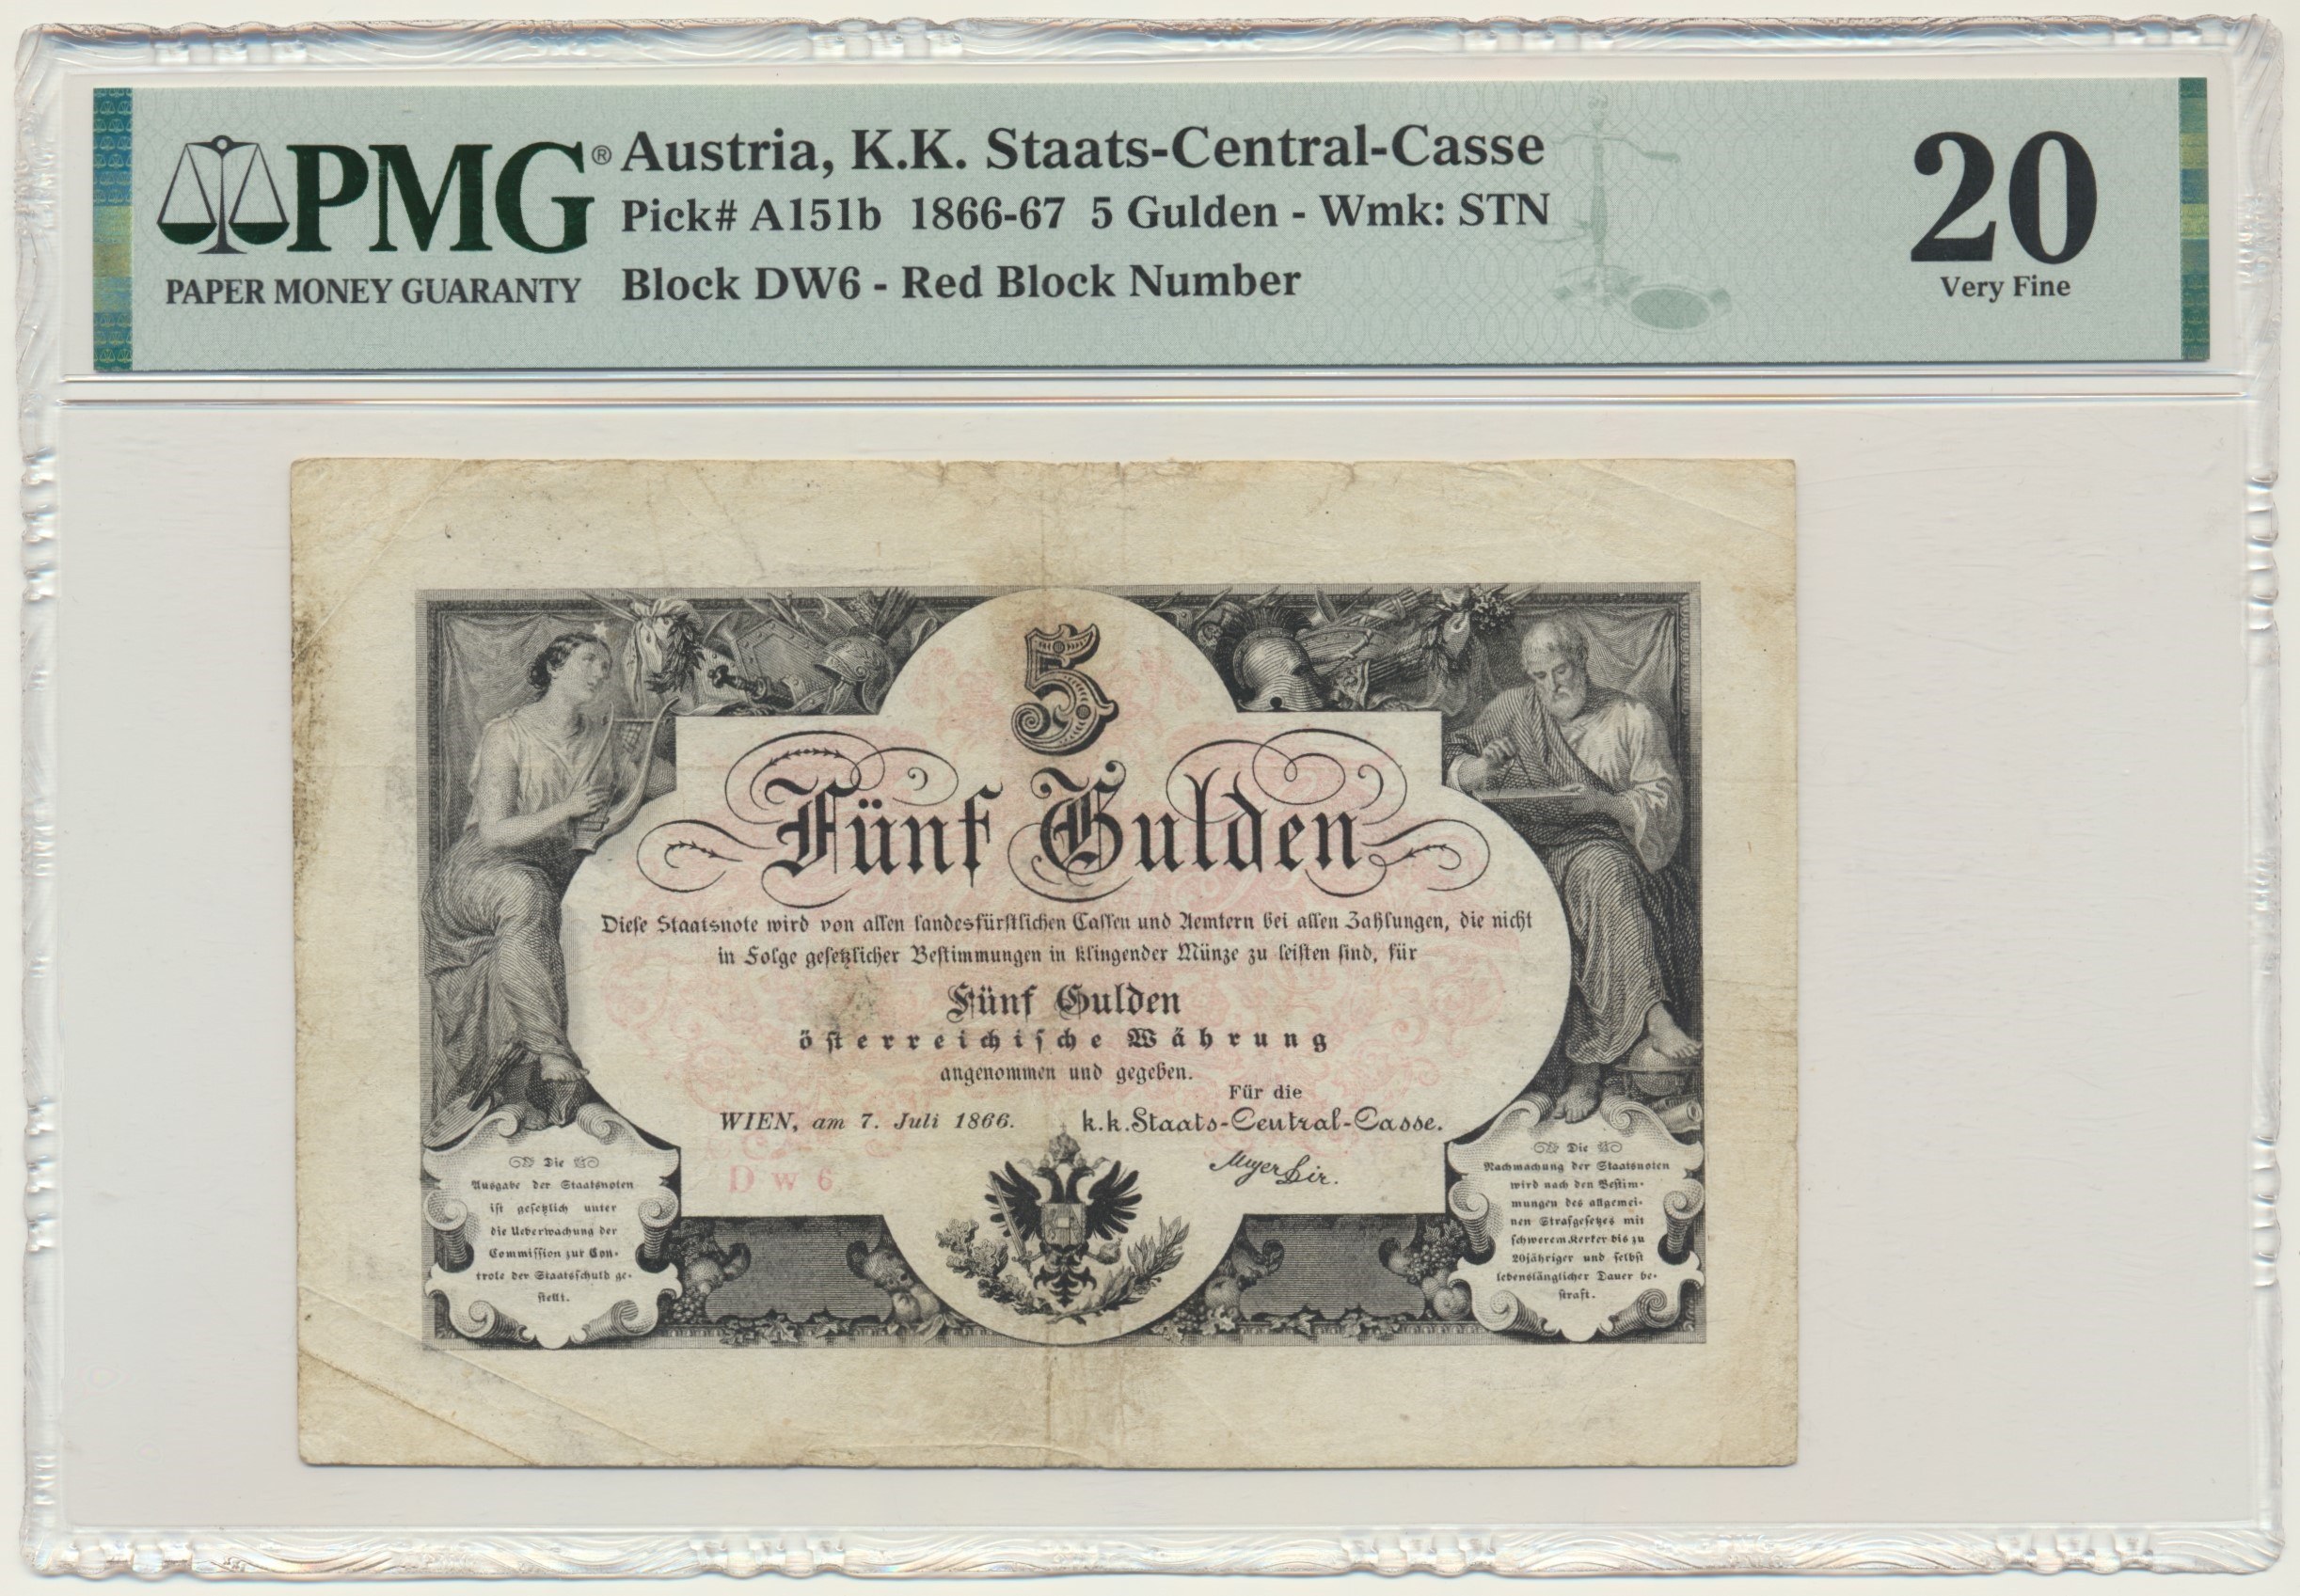 PMG® Austria, K.K. Staats-Central-Casse
Pick# A151b 1866-67 5 Gulden - Wmk: STN
PAPER MONEY GUARANTY Block DW6 - Red Block Number
20
Very Fine
5
Fünf Gulden
Dieſe Staatsnote wird von allen landesfürſtlichen Caſſen und Aemtern bei allen Zahlungen, die nicht
in Folge geſetzlicher Beſtimmungen in klingender Münze zu leiſten ſind, für
Fünf Gulden
öſterreichiſche Währung
angenommen und gegeben.
Für die
WIEN, am 7. Juli 1866. k.k. Staats-Central-Casse.
D w 6
Die
Ausgabe der Staatsnoten
iſt geſetzlich unter
die Ueberwachung der
Commiſſion zur Con-
trole der Staatsſchuld ge-
ſtellt.
Die
Nachmachung der Staatsnoten
wird nach den Beſtim-
mungen des allgemei-
nen Strafgeſetzes mit
ſchwerem Kerker bis zu
20jähriger und ſelbſt
lebenslänglicher Dauer be-
ſtraft.